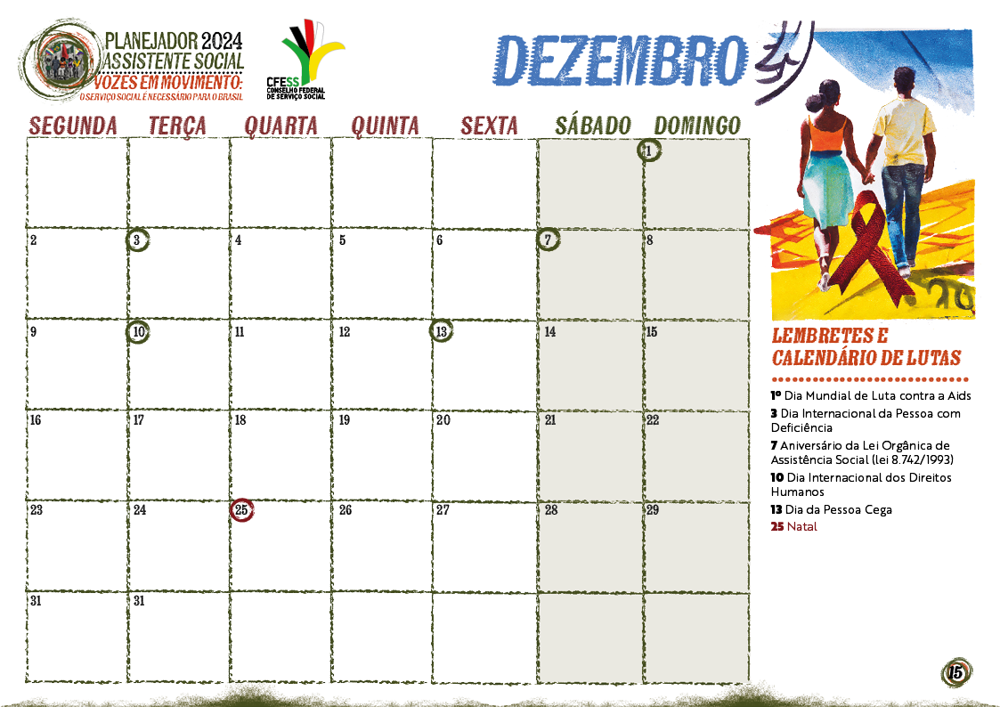 PLANEJADOR 2024
ASSISTENTE SOCIAL
VOZES EM MOVIMENTO:
O SERVIÇO SOCIAL É NECESSÁRIO PARA O BRASIL
CFESS
CONSELHO FEDERAL
DE SERVIÇO SOCIAL
DEZEMBRO
SEGUNDA TERÇA QUARTA QUINTA SEXTA SÁBADO DOMINGO
1
2 3 4 5 6 7 8
9 10 11 12 13 14 15
16 17 18 19 20 21 22
23 24 25 26 27 28 29
31 31
20
LEMBRETES E
CALENDÁRIO DE LUTAS
1º Dia Mundial de Luta contra a Aids
3 Dia Internacional da Pessoa com
Deficiência
7 Aniversário da Lei Orgânica de
Assistência Social (lei 8.742/1993)
10 Dia Internacional dos Direitos
Humanos
13 Dia da Pessoa Cega
25 Natal
15